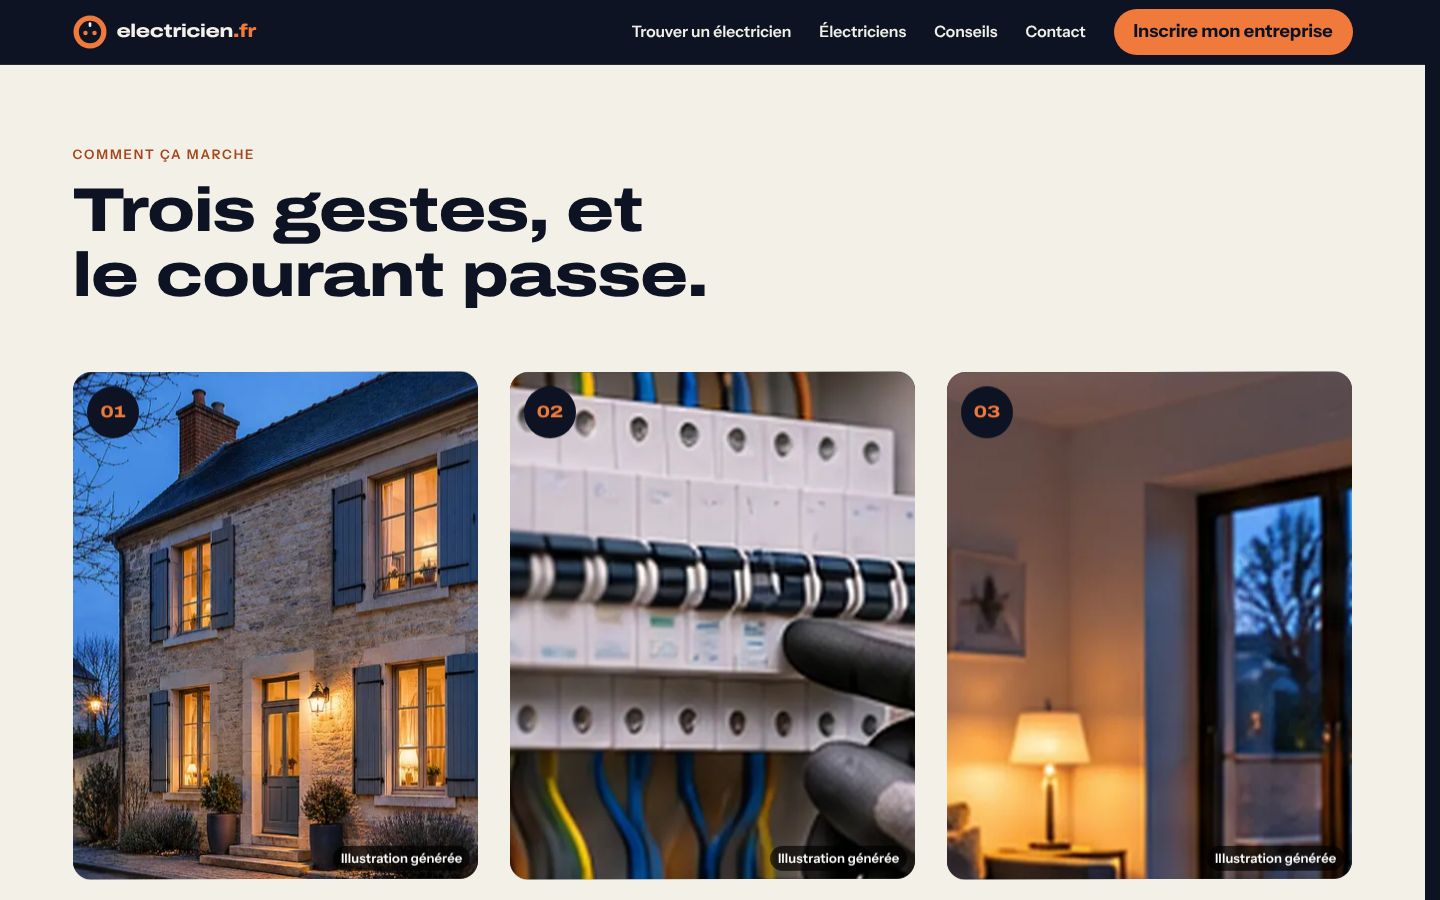 electricien.fr
Trouver un électricien
Électriciens
Conseils
Contact
Inscrire mon entreprise
COMMENT ÇA MARCHE
Trois gestes, et
le courant passe.
01
02
03
Illustration générée
Illustration générée
Illustration générée